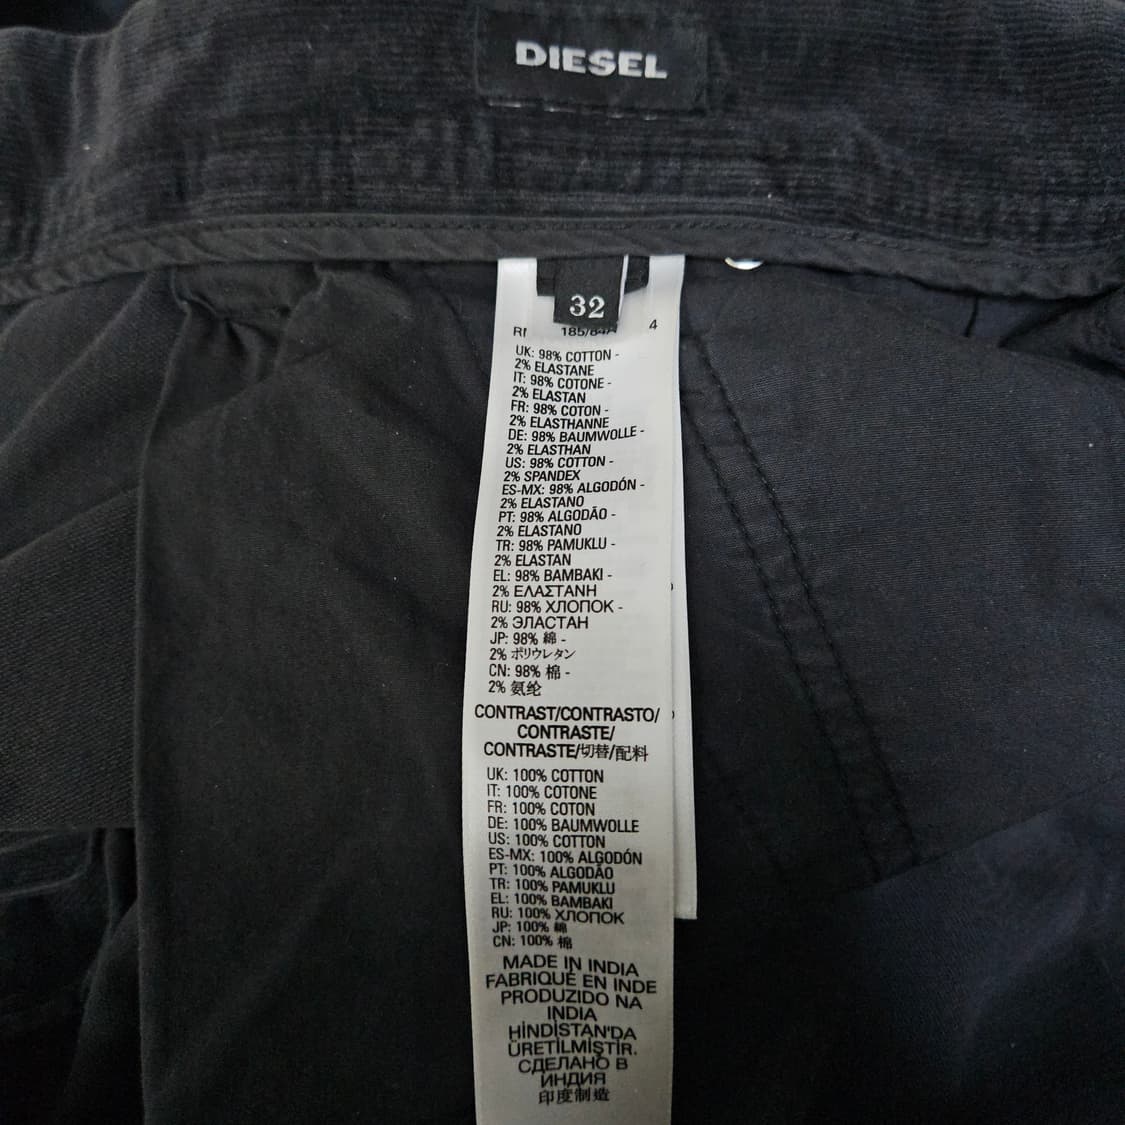 DIESEL
32
185/84A 4
UK: 98% COTTON -
2% ELASTANE
IT: 98% COTONE -
2% ELASTAN
FR: 98% COTON -
2% ELASTHANNE
DE: 98% BAUMWOLLE -
2% ELASTHAN
US: 98% COTTON -
2% SPANDEX
ES-MX: 98% ALGODÓN -
2% ELASTANO
PT: 98% ALGODÃO -
2% ELASTANO
TR: 98% PAMUKLU -
2% ELASTAN
EL: 98% BAMBAKI -
2% ΕΛΑΣΤΑΝΗ
RU: 98% ХЛОПОК -
2% ЭЛАСТАН
JP: 98% 綿 -
2% ポリウレタン
CN: 98% 棉 -
2% 氨纶
CONTRAST/CONTRASTO/
CONTRASTE/
CONTRASTE/切替/配料
UK: 100% COTTON
IT: 100% COTONE
FR: 100% COTON
DE: 100% BAUMWOLLE
US: 100% COTTON
ES-MX: 100% ALGODÓN
PT: 100% ALGODÃO
TR: 100% PAMUKLU
EL: 100% BAMBAKI
RU: 100% ХЛОПОК
JP: 100% 綿
CN: 100% 棉
MADE IN INDIA
FABRIQUÉ EN INDE
PRODUZIDO NA
INDIA
HİNDİSTAN'DA
ÜRETİLMİŞTİR.
СДЕЛАНО В
ИНДИЯ
印度制造